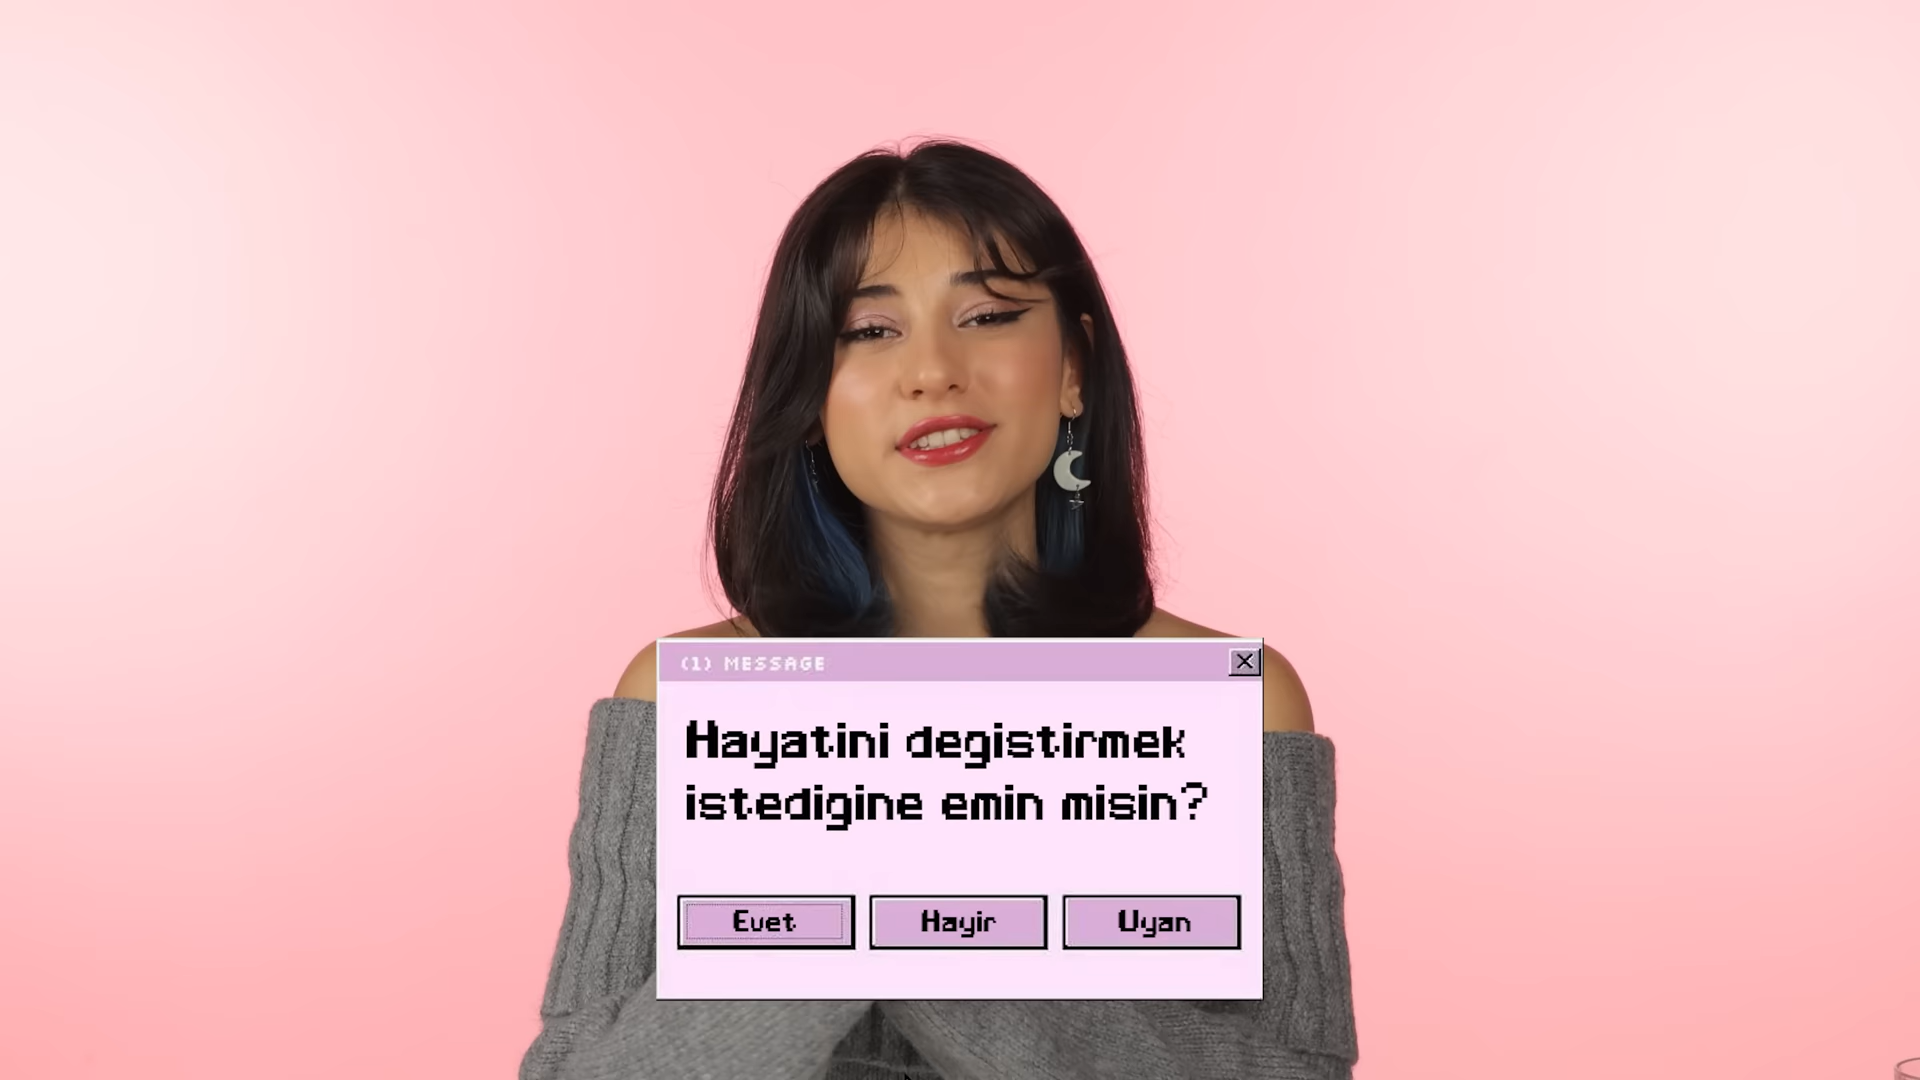 (1) MESSAGE
Hayatini degistirmek
istedigine emin misin?
Evet Hayir Uyan